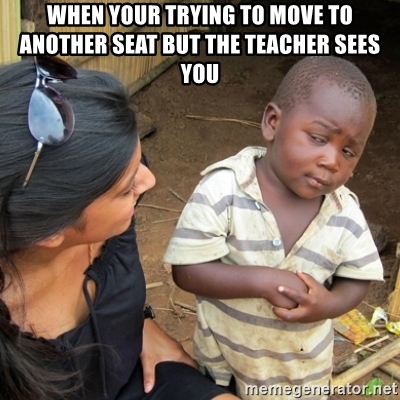 WHEN YOUR TRYING TO MOVE TO
ANOTHER SEAT BUT THE TEACHER SEES
YOU
memegenerator.net